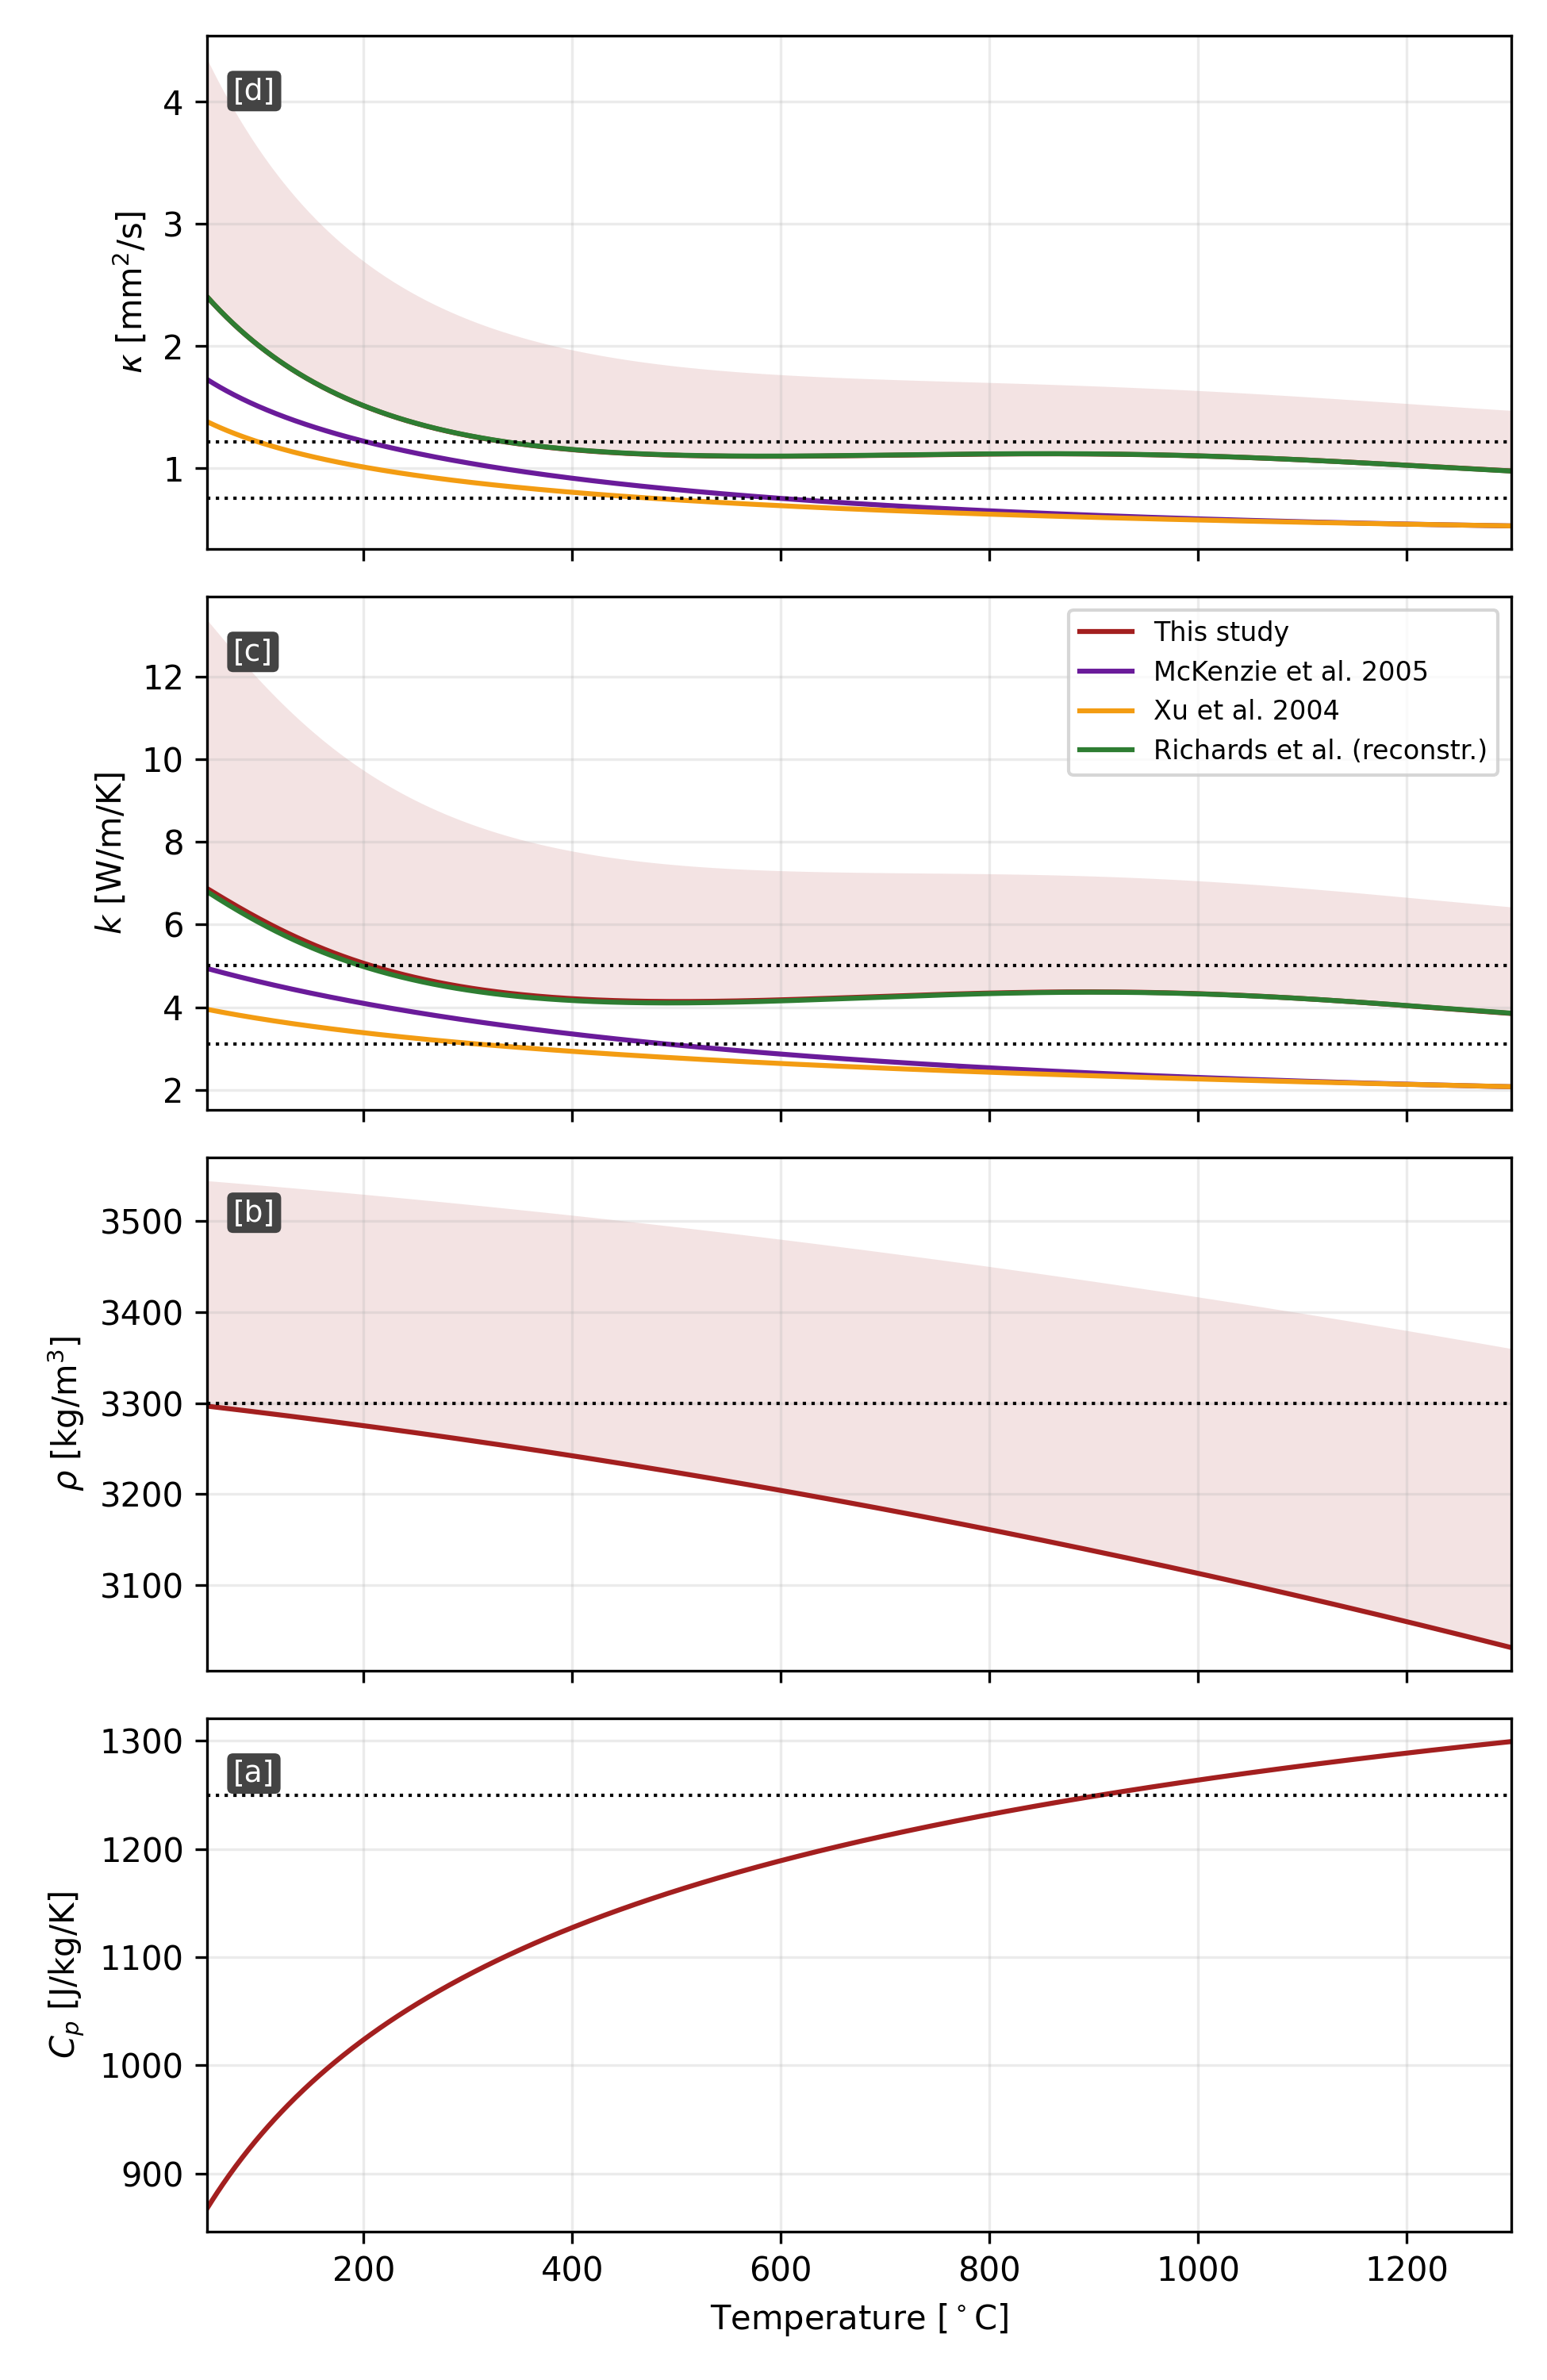 [d]
4
3
2
1
κ [mm²/s]
[c]
12
10
8
6
4
2
k [W/m/K]
This study
McKenzie et al. 2005
Xu et al. 2004
Richards et al. (reconstr.)
[b]
3500
3400
3300
3200
3100
ρ [kg/m³]
[a]
1300
1200
1100
1000
900
Cₚ [J/kg/K]
200 400 600 800 1000 1200
Temperature [°C]